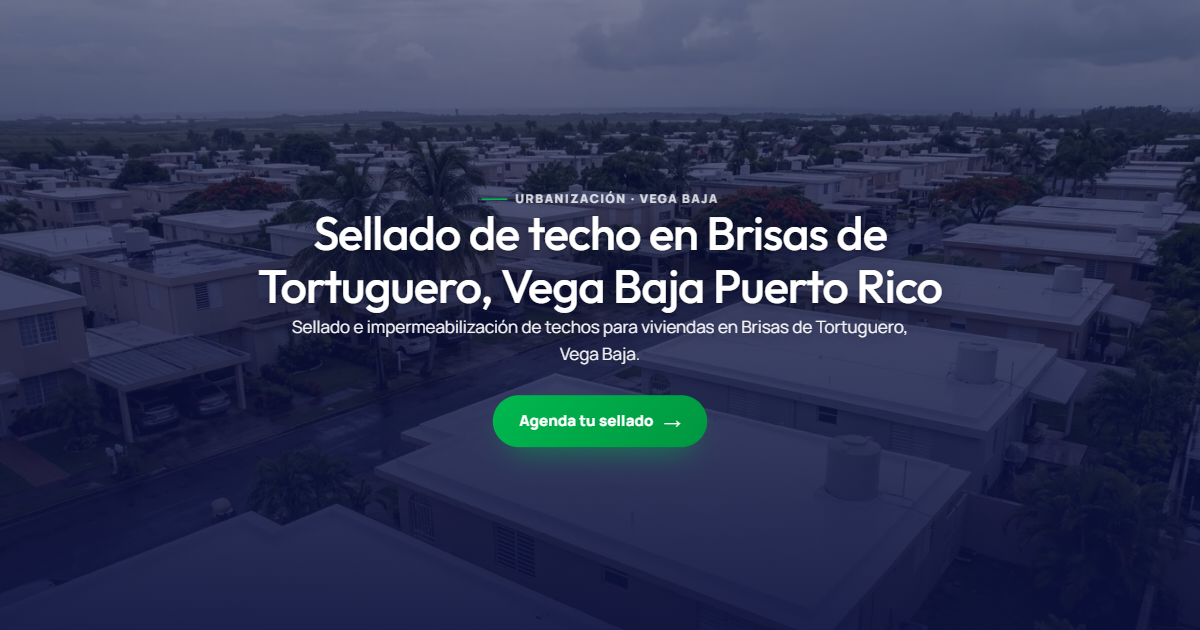 URBANIZACIÓN · VEGA BAJA
Sellado de techo en Brisas de
Tortuguero, Vega Baja Puerto Rico
Sellado e impermeabilización de techos para viviendas en Brisas de Tortuguero,
Vega Baja.
Agenda tu sellado →